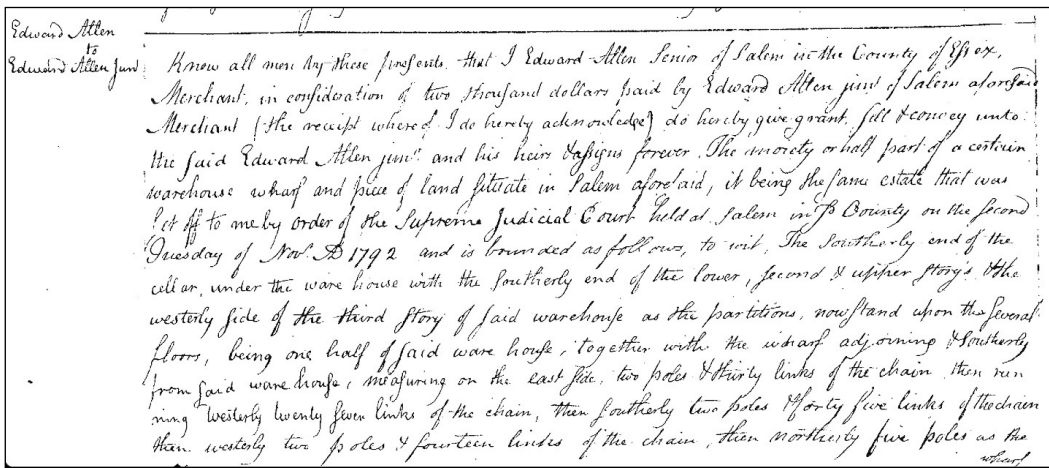 Edward Allen
to
Edward Allen Jun
Know all men by these presents, that I Edward Allen Senior of Salem in the County of Essex,
Merchant, in consideration of two thousand dollars paid by Edward Allen junr of Salem aforesaid
Merchant (the receipt whereof I do hereby acknowledge) do hereby give grant, sell & convey unto
the said Edward Allen junr. and his heirs & assigns forever. The moiety or half part of a certain
warehouse wharf and piece of land situate in Salem aforesaid, it being the same estate that was
set off to me by order of the Supreme Judicial Court held at Salem in County on the second
Tuesday of Nov. AD 1792 and is bounded as follows, to wit, The Southerly end of the
cellar, under the ware house with the southerly end of the lower, second & upper storys & the
westerly side of the third story of said warehouse as the partitions, now stand upon the several
floors, being one half of said ware house, together with the wharf adjoining & Southerly
from said ware house, measuring on the east side, two poles & thirty links of the chain then run
ning Westerly twenty seven links of the chain, then Southerly two poles & forty five links of the chain
then westerly two poles & fourteen links of the chain, then northerly five poles as the
wharf